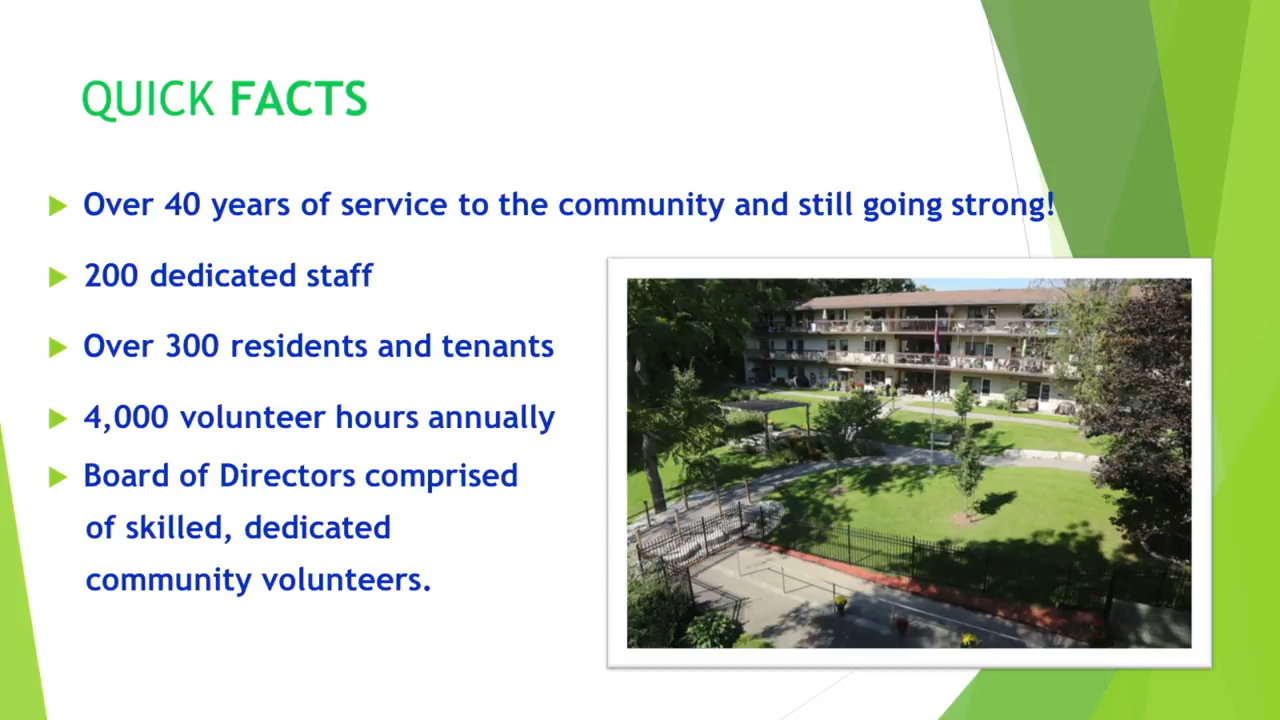 QUICK FACTS
Over 40 years of service to the community and still going strong!
200 dedicated staff
Over 300 residents and tenants
4,000 volunteer hours annually
Board of Directors comprised
of skilled, dedicated
community volunteers.